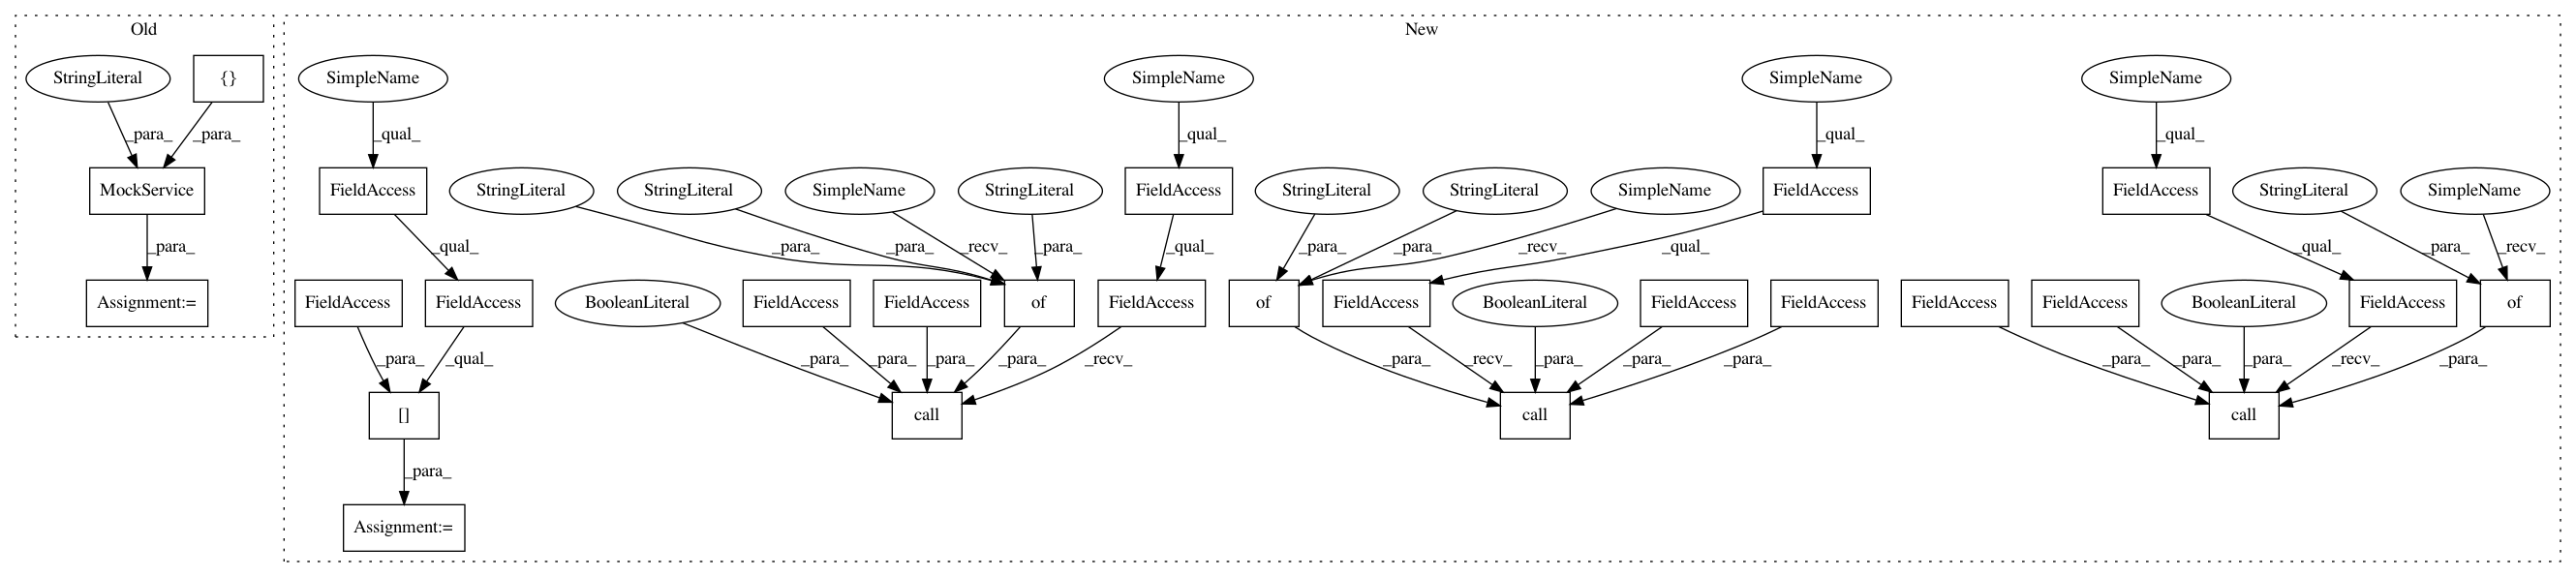 Old
New
StringLiteral
{}
SimpleName
SimpleName
SimpleName
SimpleName
_para_
_para_
_qual_
_qual_
_qual_
_qual_
MockService
FieldAccess
StringLiteral
StringLiteral
SimpleName
StringLiteral
FieldAccess
StringLiteral
StringLiteral
SimpleName
FieldAccess
FieldAccess
StringLiteral
SimpleName
_para_
_qual_
_para_
_para_
_recv_
_para_
_qual_
_para_
_para_
_recv_
_qual_
_qual_
_para_
_recv_
Assignment:=
FieldAccess
FieldAccess
BooleanLiteral
FieldAccess
FieldAccess
of
FieldAccess
of
FieldAccess
BooleanLiteral
FieldAccess
FieldAccess
FieldAccess
FieldAccess
BooleanLiteral
FieldAccess
of
_para_
_qual_
_para_
_para_
_para_
_para_
_recv_
_para_
_recv_
_para_
_para_
_para_
_para_
_para_
_para_
_recv_
_para_
[]
call
call
call
_para_
Assignment:=